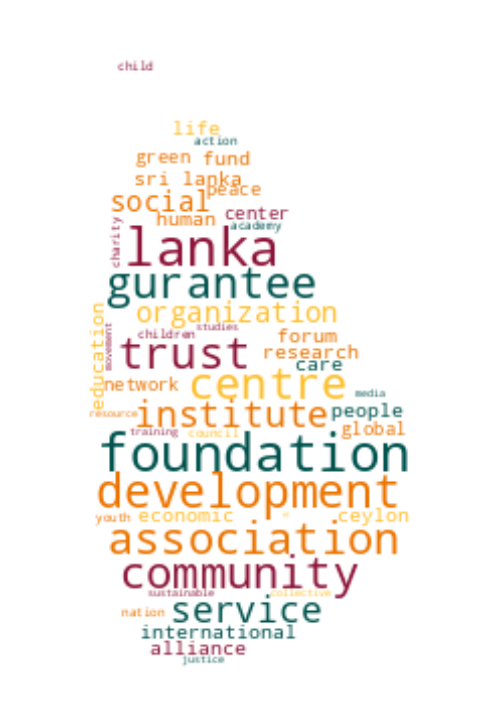 child
life
action
green fund
sri lanka
peace
social
human center
academy
charity
lanka
gurantee
organization
education
movement
children studies
forum
trust research
care
network centre media
resource institute people
training council global
foundation
development
youth economic ceylon
association
community
sustainable collective
nation service
international
alliance
justice